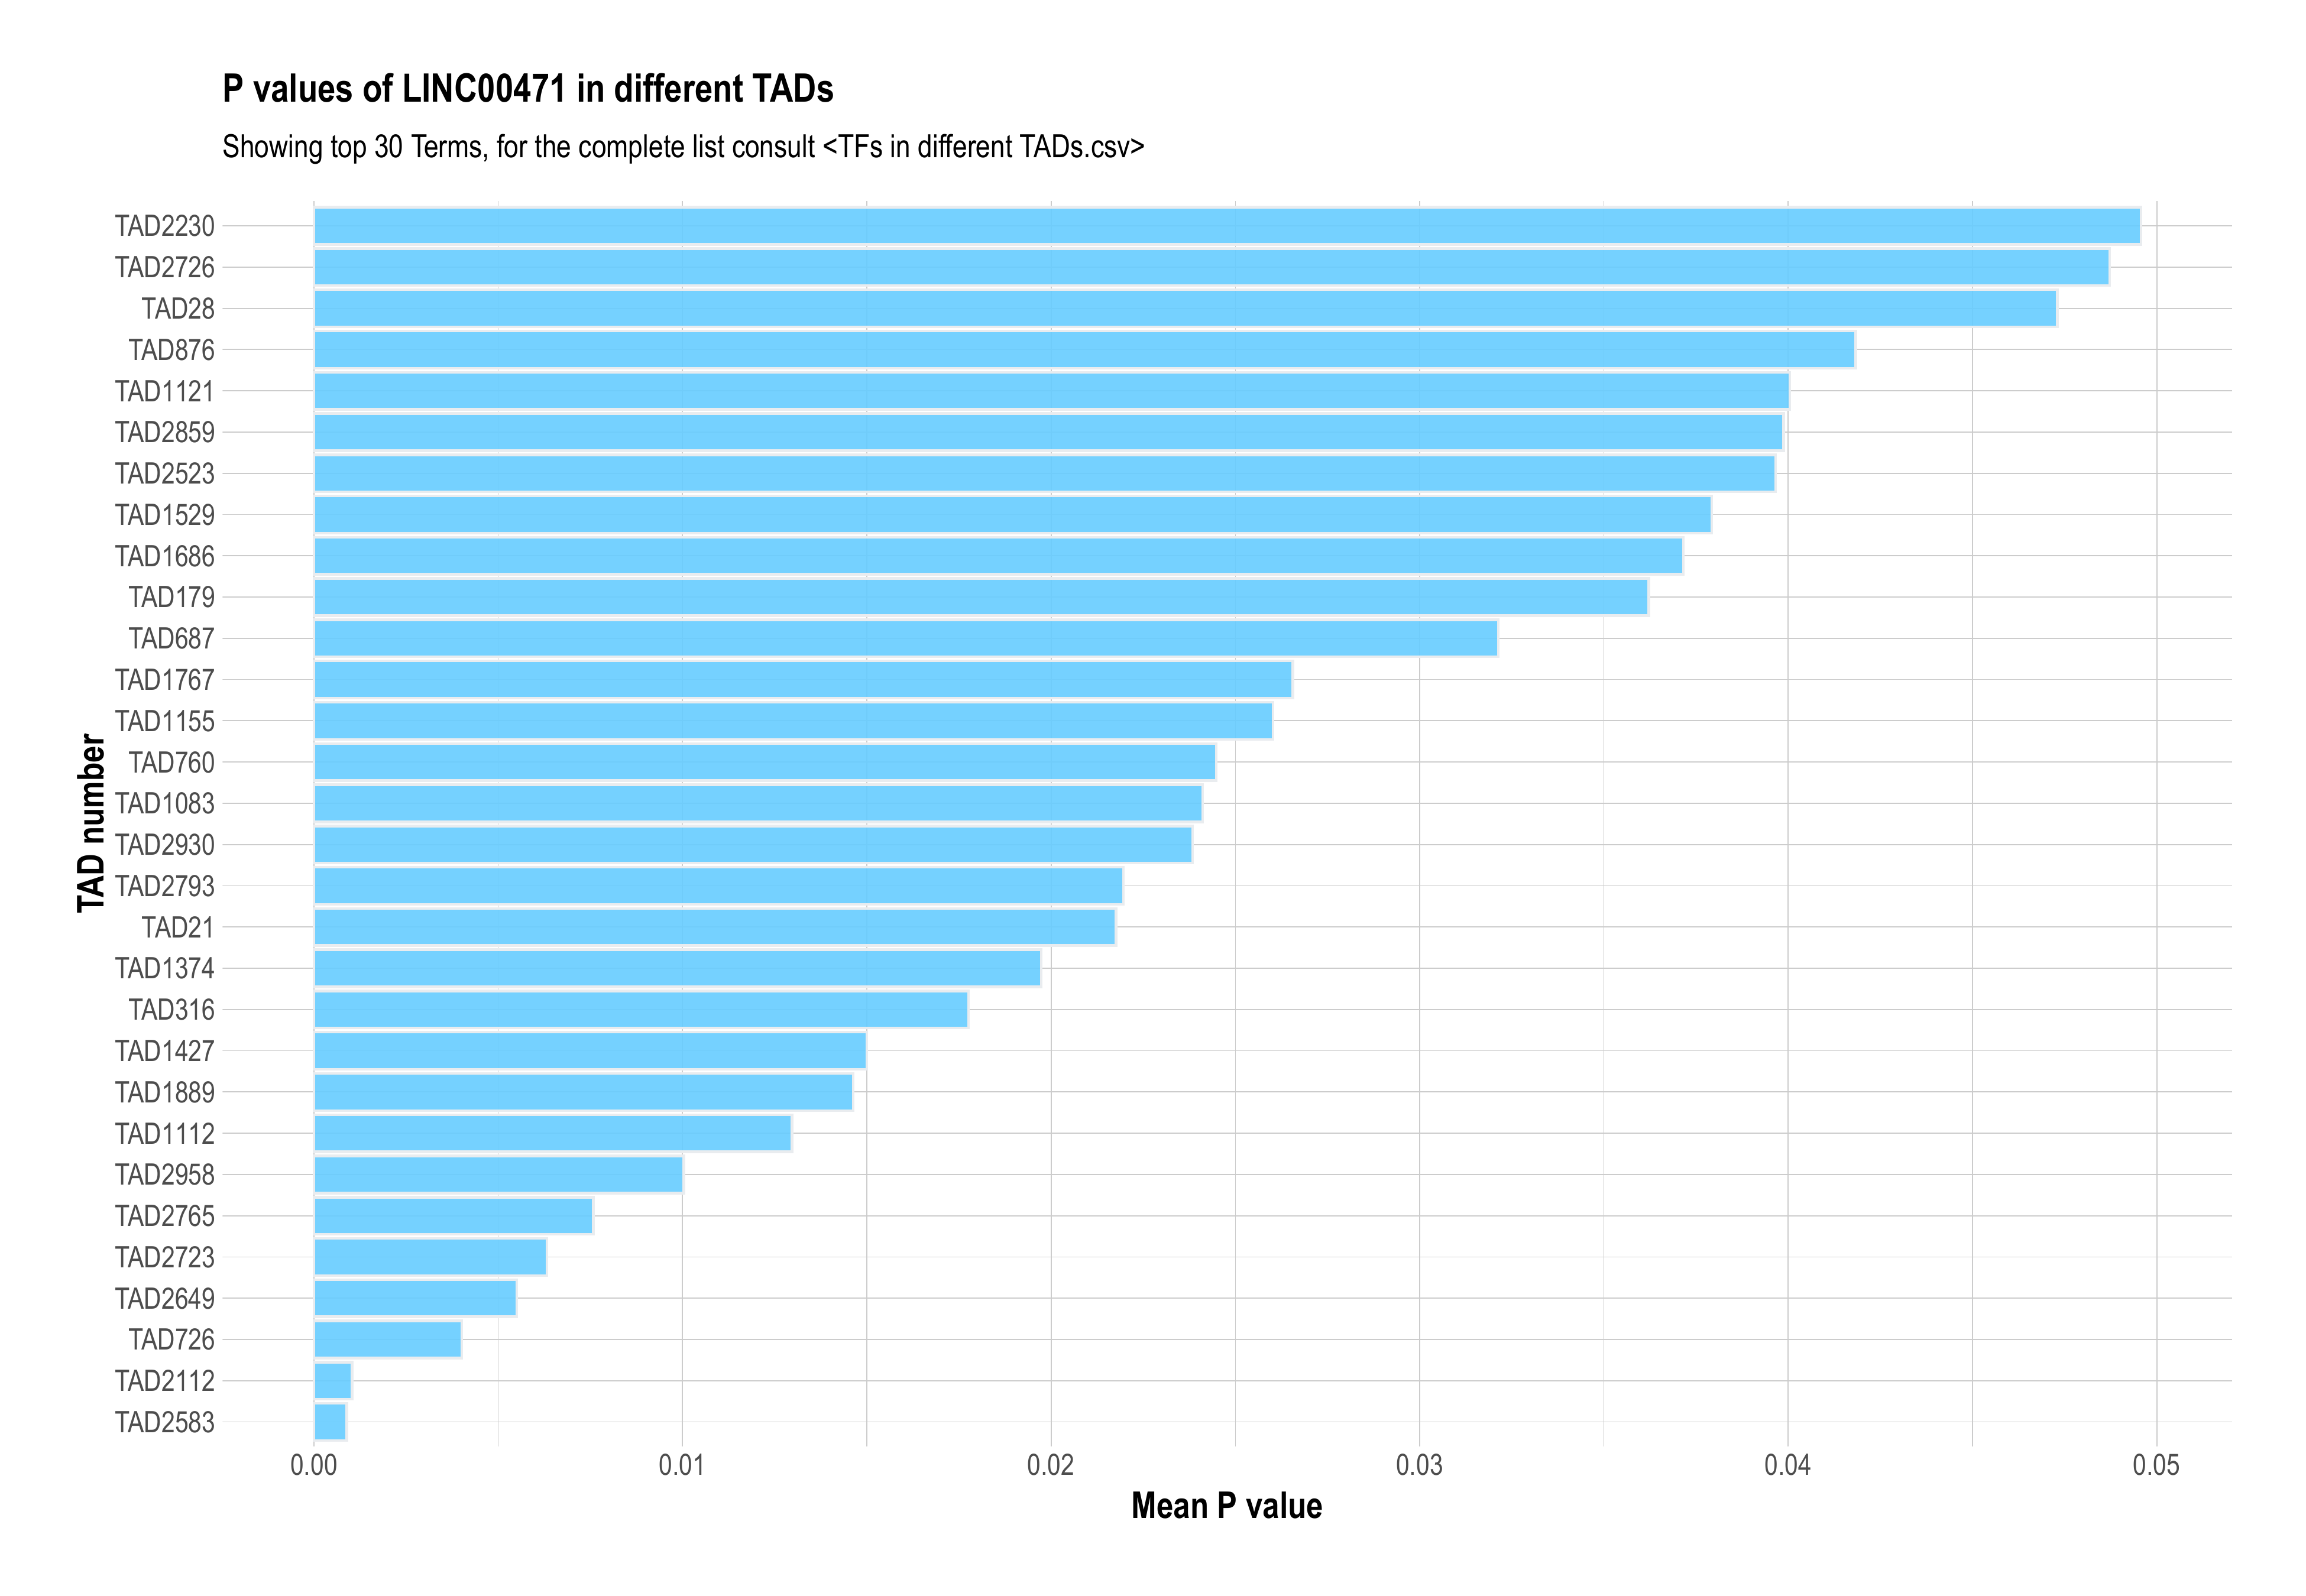 P values of LINC00471 in different TADs
Showing top 30 Terms, for the complete list consult <TFs in different TADs.csv>
TAD number
TAD2230
TAD2726
TAD28
TAD876
TAD1121
TAD2859
TAD2523
TAD1529
TAD1686
TAD179
TAD687
TAD1767
TAD1155
TAD760
TAD1083
TAD2930
TAD2793
TAD21
TAD1374
TAD316
TAD1427
TAD1889
TAD1112
TAD2958
TAD2765
TAD2723
TAD2649
TAD726
TAD2112
TAD2583
0.00 0.01 0.02 0.03 0.04 0.05
Mean P value